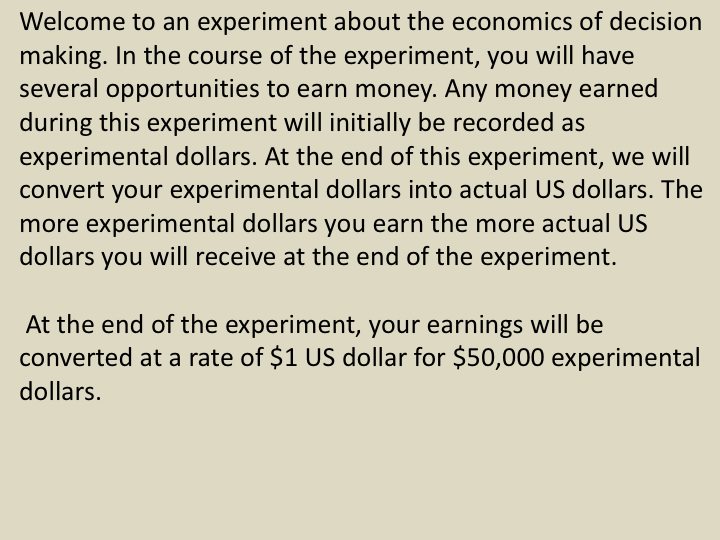 Welcome to an experiment about the economics of decision
making. In the course of the experiment, you will have
several opportunities to earn money. Any money earned
during this experiment will initially be recorded as
experimental dollars. At the end of this experiment, we will
convert your experimental dollars into actual US dollars. The
more experimental dollars you earn the more actual US
dollars you will receive at the end of the experiment.
At the end of the experiment, your earnings will be
converted at a rate of $1 US dollar for $50,000 experimental
dollars.